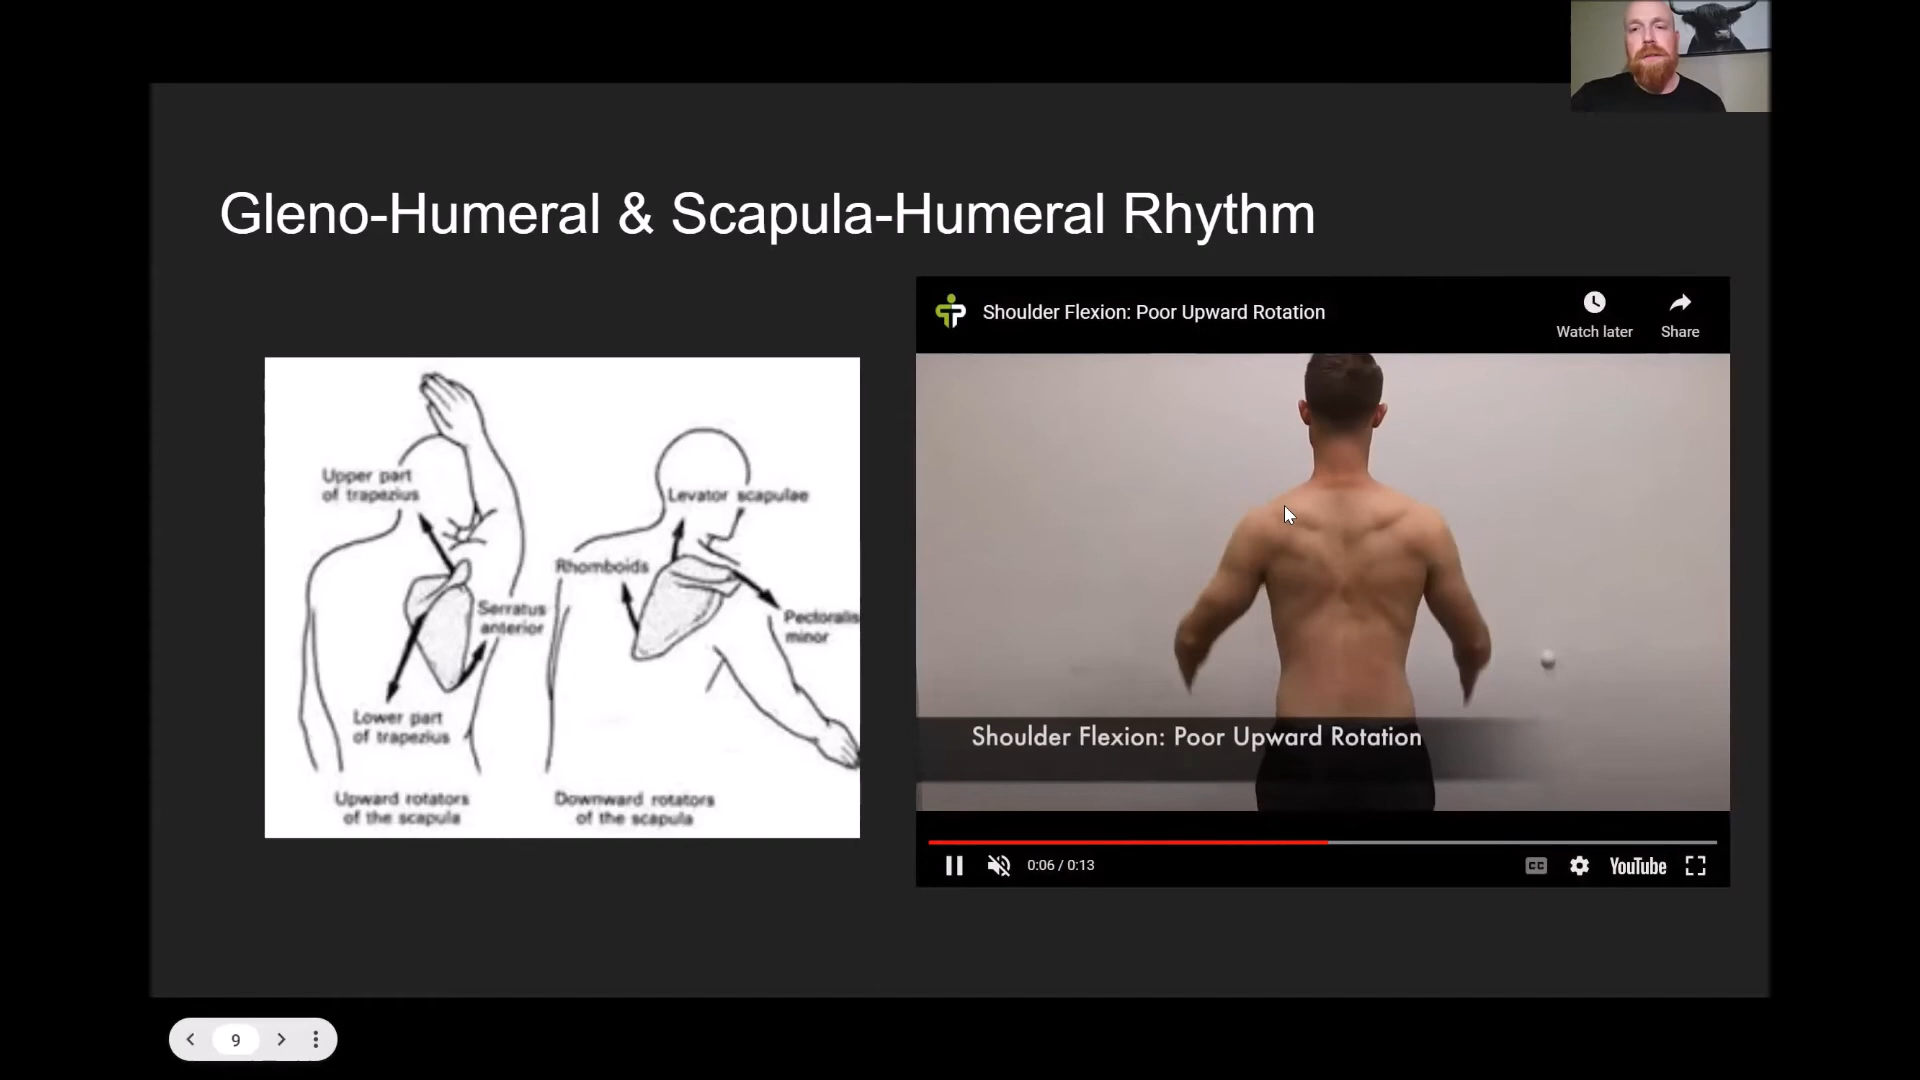 Gleno-Humeral & Scapula-Humeral Rhythm
Upper part
of trapezius
Serratus
anterior
Lower part
of trapezius
Upward rotators
of the scapula
Levator scapulae
Rhomboids
Pectoralis
minor
Downward rotators
of the scapula
Shoulder Flexion: Poor Upward Rotation
Watch later
Share
Shoulder Flexion: Poor Upward Rotation
0:06 / 0:13
CC
YouTube
9